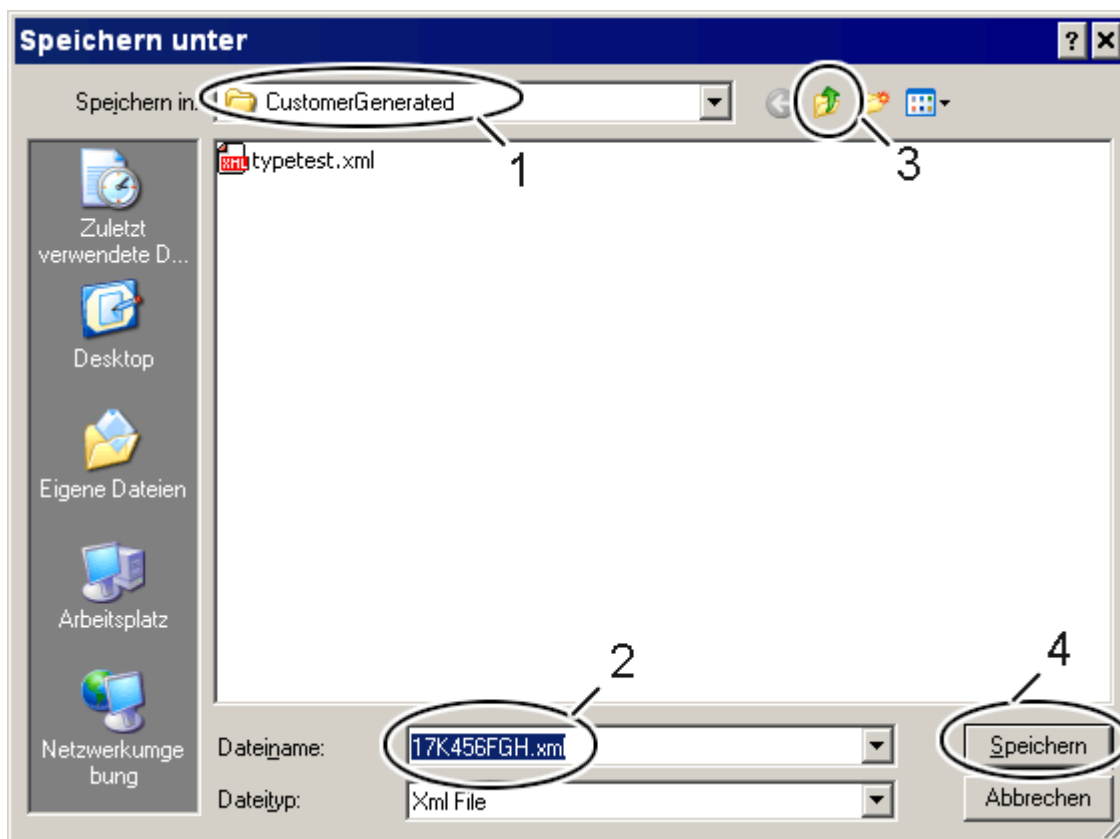 Speichern unter
Speichern in:
CustomerGenerated
1
3
XML
typetest.xml
Zuletzt
verwendete D...
Desktop
Eigene Dateien
Arbeitsplatz
Netzwerkumge
bung
2
4
Dateiname:
17K456FGH.xml
Speichern
Dateityp:
Xml File
Abbrechen